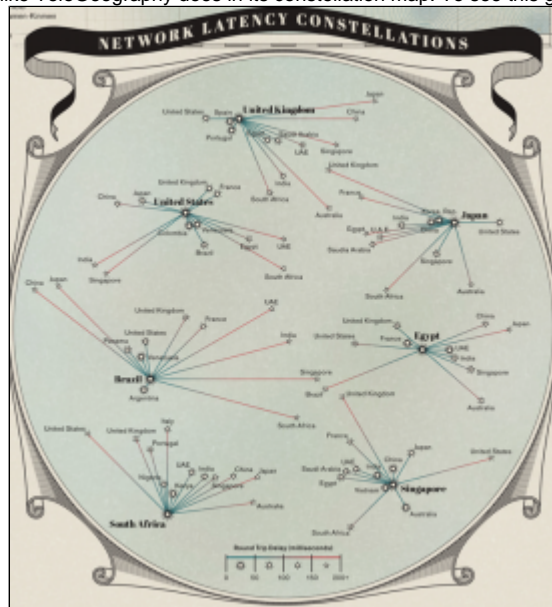 NETWORK LATENCY CONSTELLATIONS
Japan
United States
Spain
United Kingdom
China
Portugal
Saudi Arabia
UAE
Singapore
United Kingdom
India
South Africa
Australia
United Kingdom
France
China
Japan
United States
Colombia
Venezuela
Brazil
Egypt
UAE
India
Singapore
South Africa
France
Japan
India
Egypt
U.A.E.
Saudia Arabia
United States
Singapore
South Africa
Australia
China
Japan
UAE
United Kingdom
France
United States
India
Panama
Venezuela
Brazil
Argentina
Singapore
South Africa
United Kingdom
China
Japan
United States
France
Egypt
UAE
India
Singapore
Brazil
Australia
United Kingdom
Italy
United States
United Kingdom
Portugal
UAE
India
China
Japan
Nigeria
Kenya
Singapore
Australia
South Africa
France
Japan
China
United States
UAE
Saudi Arabia
India
Egypt
Vietnam
Singapore
Australia
South Africa
Round Trip Delay (milliseconds)
0 50 100 150 200+